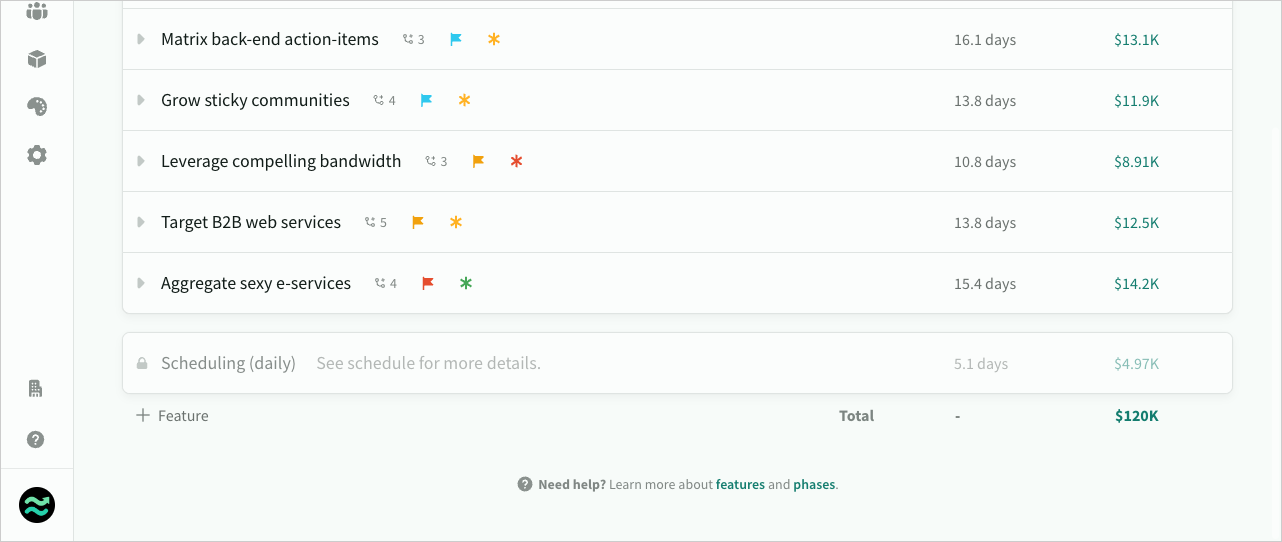 Matrix back-end action-items 3 16.1 days $13.1K
Grow sticky communities 4 13.8 days $11.9K
Leverage compelling bandwidth 3 10.8 days $8.91K
Target B2B web services 5 13.8 days $12.5K
Aggregate sexy e-services 4 15.4 days $14.2K
Scheduling (daily) See schedule for more details. 5.1 days $4.97K
Feature Total - $120K
Need help? Learn more about features and phases.